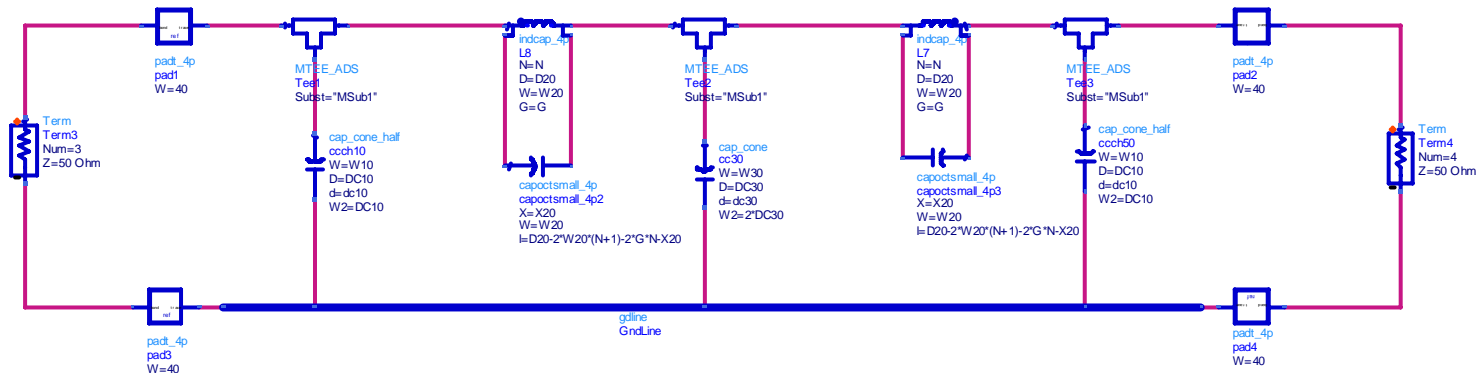 padt_4p
pad1
W=40
MTEE_ADS
Tee1
Subst="MSub1"
indcap_4p
L8
N=N
D=D20
W=W20
G=G
MTEE_ADS
Tee2
Subst="MSub1"
indcap_4p
L7
N=N
D=D20
W=W20
G=G
MTEE_ADS
Tee3
Subst="MSub1"
padt_4p
pad2
W=40
Term
Term3
Num=3
Z=50 Ohm
cap_cone_half
ccch10
W=W10
D=DC10
d=dc10
W2=DC10
capoctsmall_4p
capoctsmall_4p2
X=X20
W=W20
l=D20-2*W20*(N+1)-2*G*N-X20
cap_cone
cc30
W=W30
D=DC30
d=dc30
W2=2*DC30
capoctsmall_4p
capoctsmall_4p3
X=X20
W=W20
l=D20-2*W20*(N+1)-2*G*N-X20
cap_cone_half
ccch50
W=W10
D=DC10
d=dc10
W2=DC10
Term
Term4
Num=4
Z=50 Ohm
padt_4p
pad3
W=40
gdline
GndLine
padt_4p
pad4
W=40